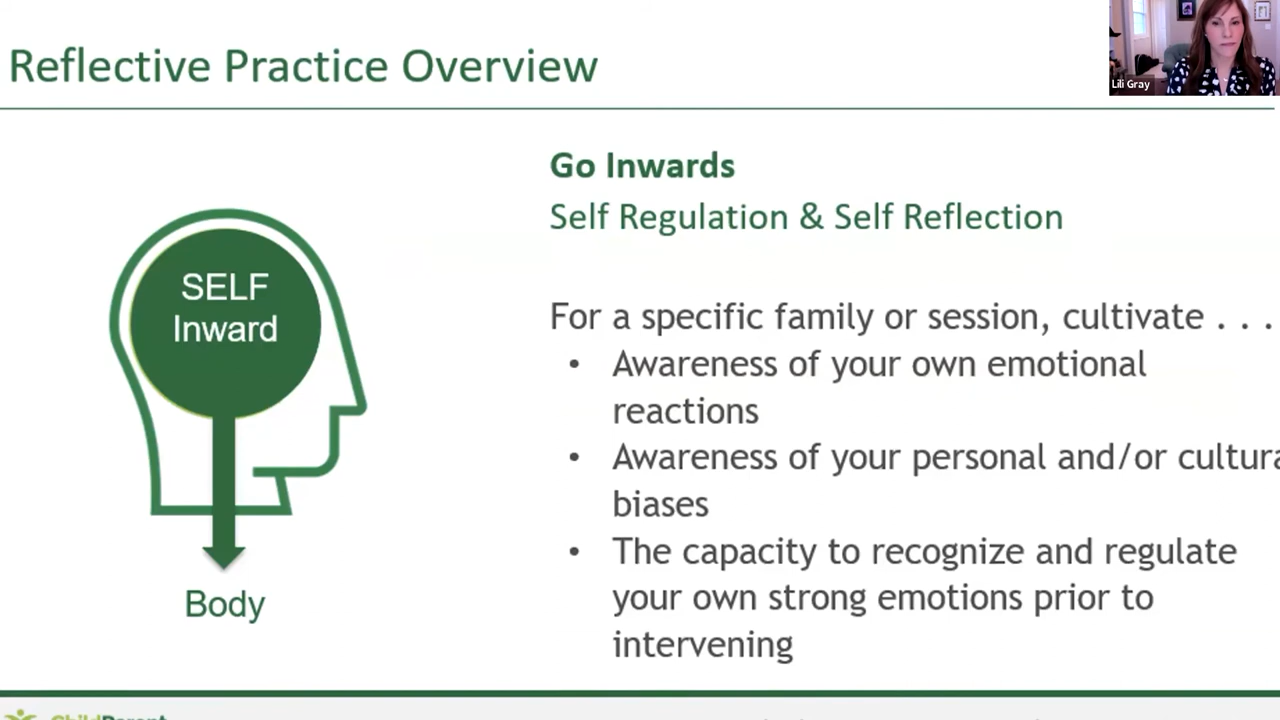 Reflective Practice Overview
Lili Gray
Go Inwards
Self Regulation & Self Reflection
SELF
Inward
For a specific family or session, cultivate . . .
• Awareness of your own emotional
reactions
• Awareness of your personal and/or cultura
biases
• The capacity to recognize and regulate
your own strong emotions prior to
intervening
Body
ChildParent